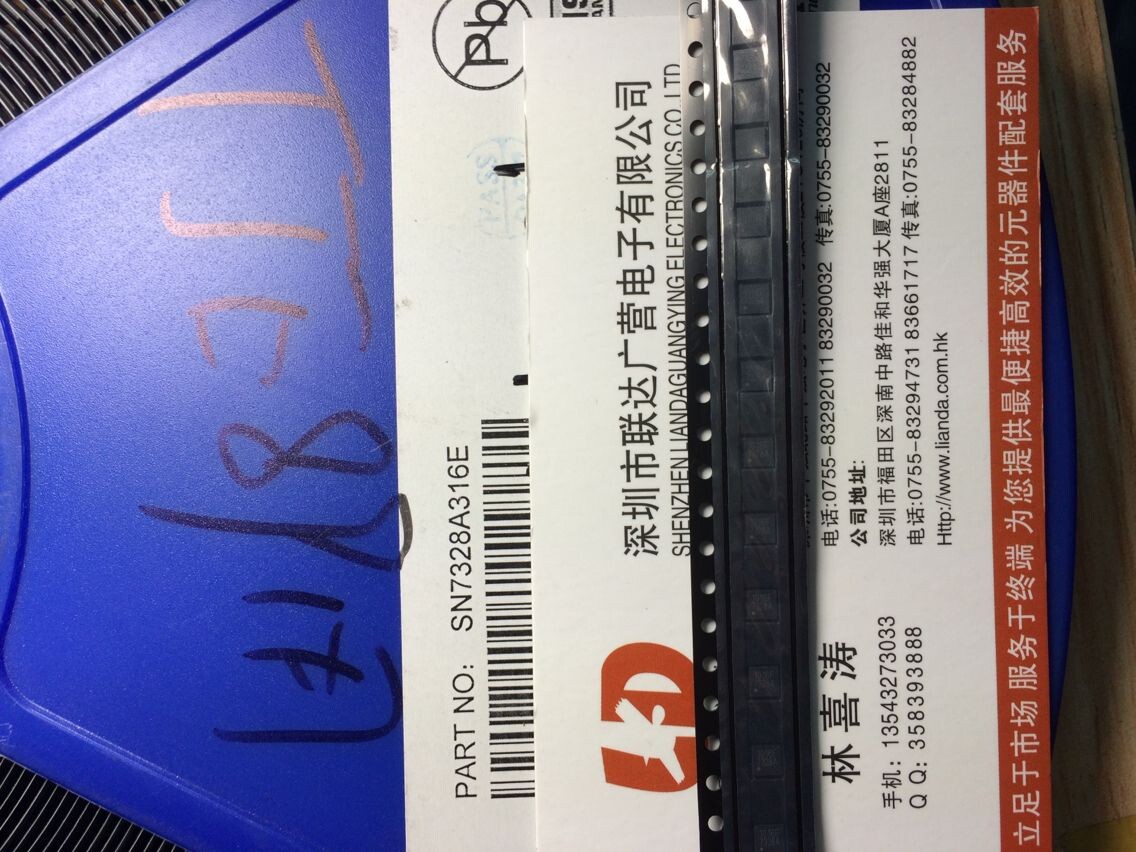 Pb
PASS
PART NO: SN7328A316E
深圳市联达广营电子有限公司
SHENZHEN LIANDAGUANGYING ELECTRONICS CO.,LTD
电话:0755-83292011 83290032 传真:0755-83290032
公司地址:
深圳市福田区深南中路佳和华强大厦A座2811
电话:0755-83294731 83661717 传真:0755-83284882
Http://www.lianda.com.hk
林喜涛
手机: 13543273033
Q Q: 358393888
立足于市场 服务于终端 为您提供最便捷高效的元器件配套服务